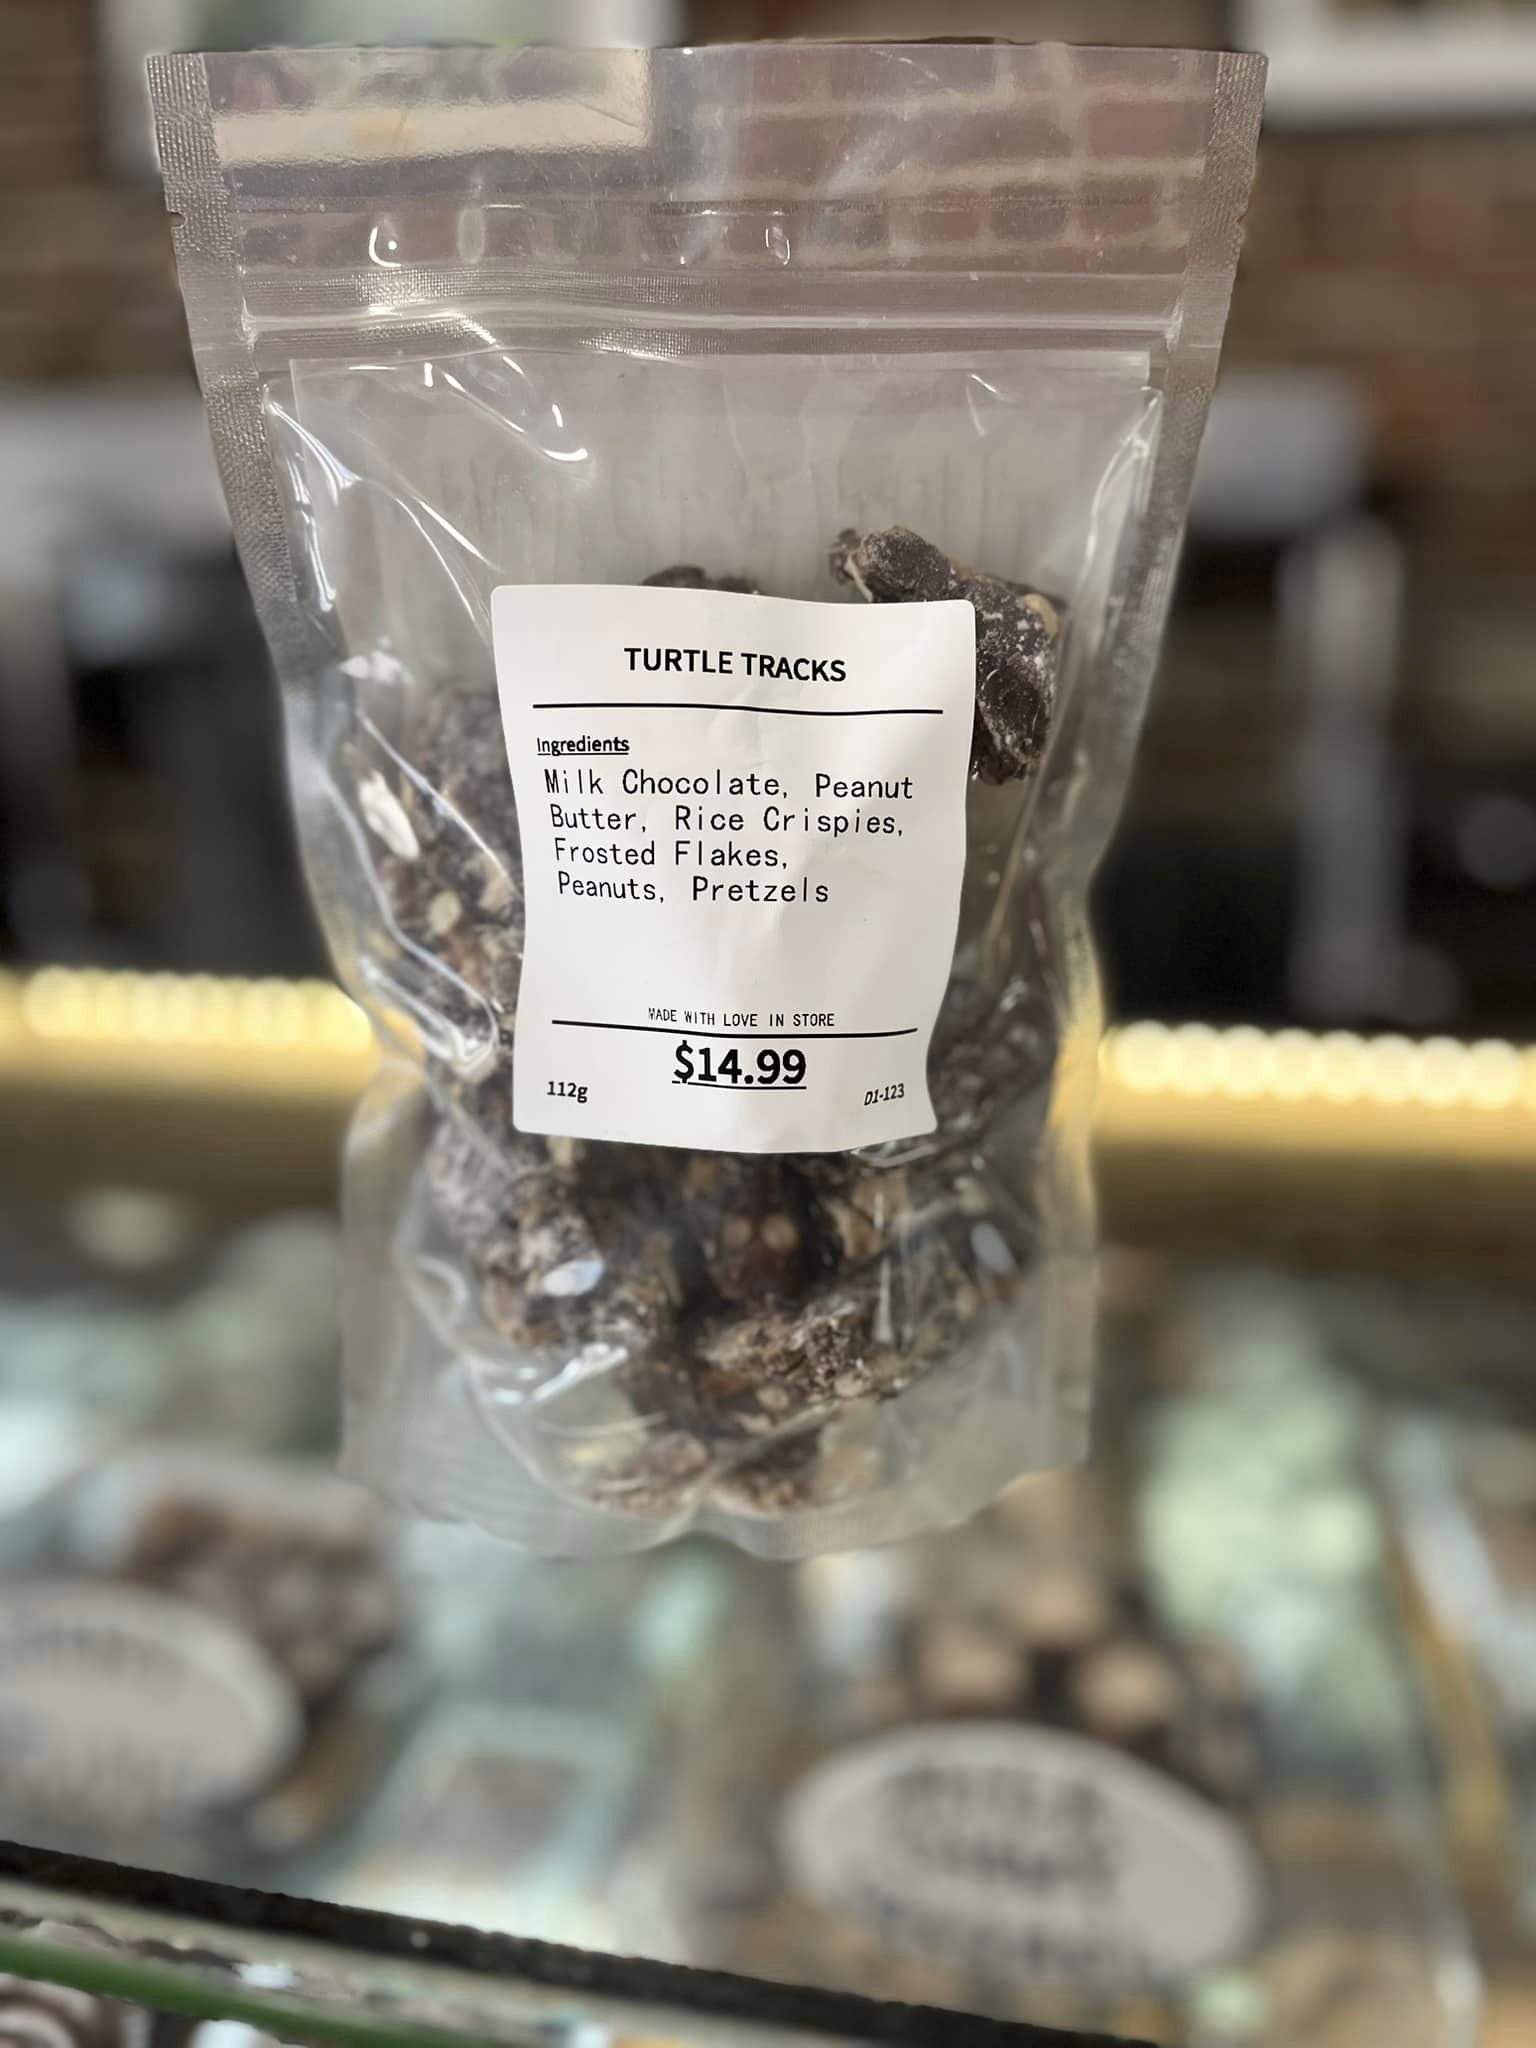 TURTLE TRACKS
Ingredients
Milk Chocolate, Peanut
Butter, Rice Crispies,
Frosted Flakes,
Peanuts, Pretzels
MADE WITH LOVE IN STORE
$14.99
112g D1-123